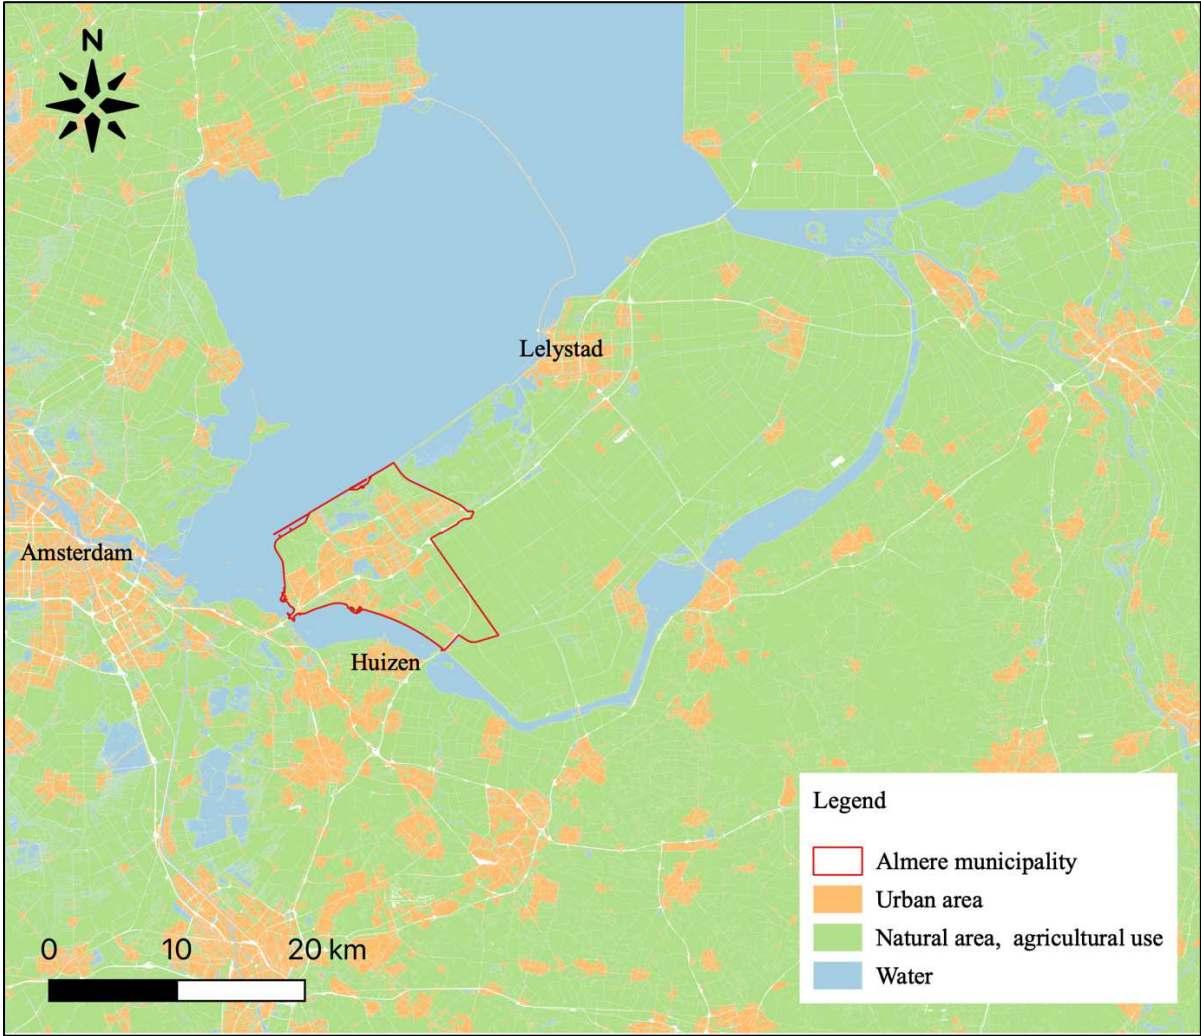 N
Lelystad
Amsterdam
Huizen
Legend
Almere municipality
Urban area
Natural area, agricultural use
Water
0 10 20 km